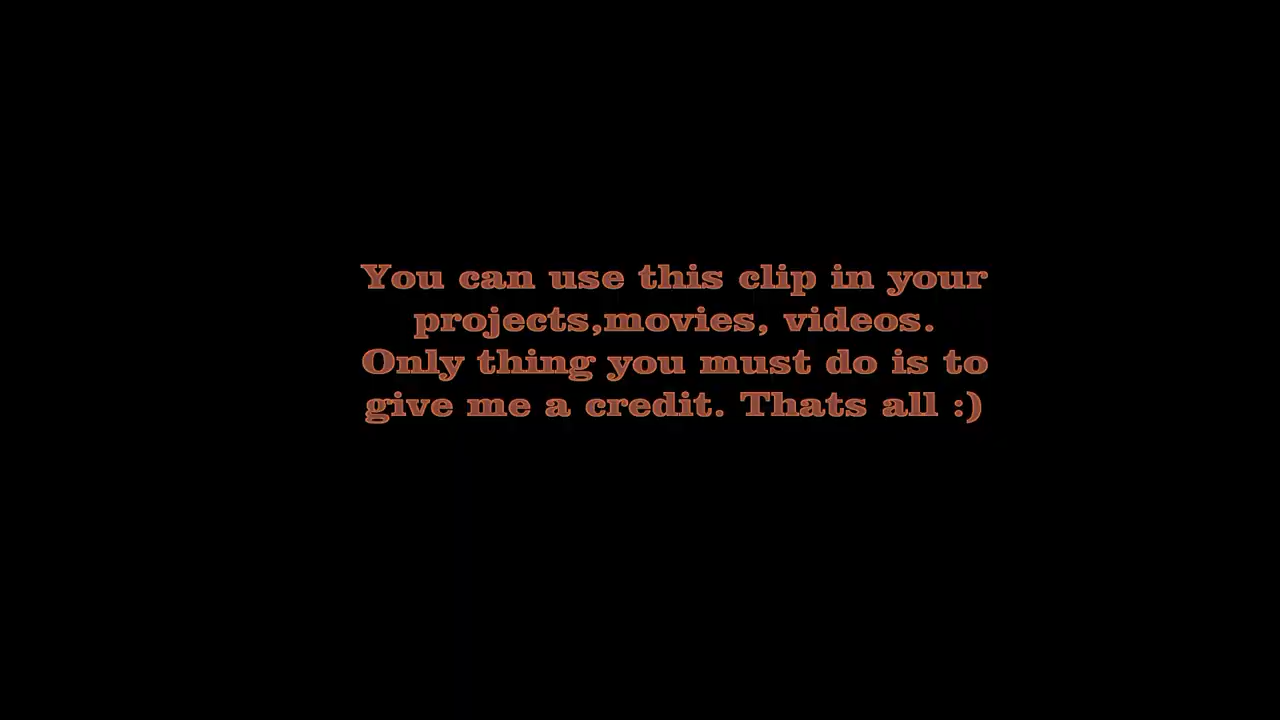 You can use this clip in your
projects,movies, videos.
Only thing you must do is to
give me a credit. Thats all :)